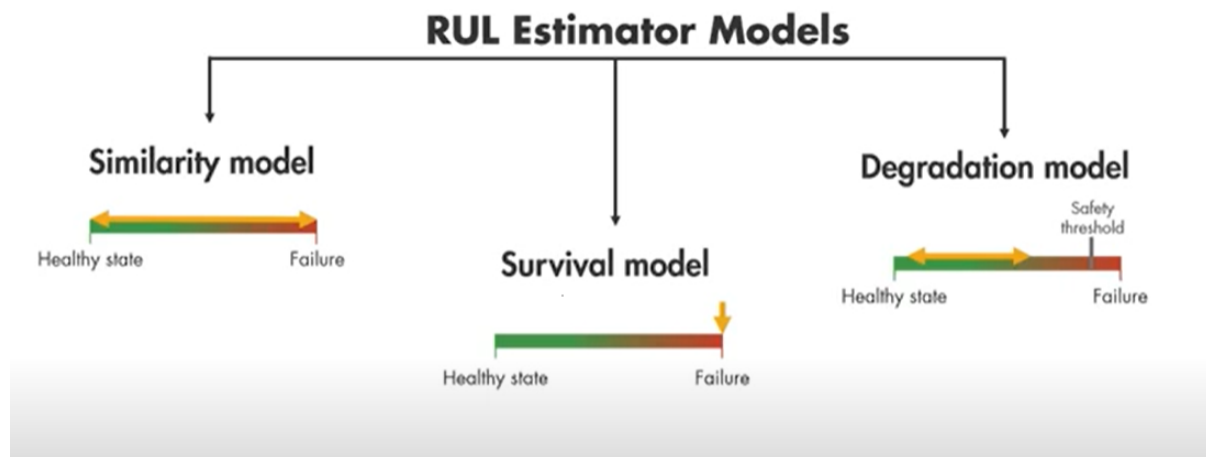 RUL Estimator Models
Similarity model
Healthy state
Failure
Survival model
Healthy state
Failure
Degradation model
Safety
threshold
Healthy state
Failure